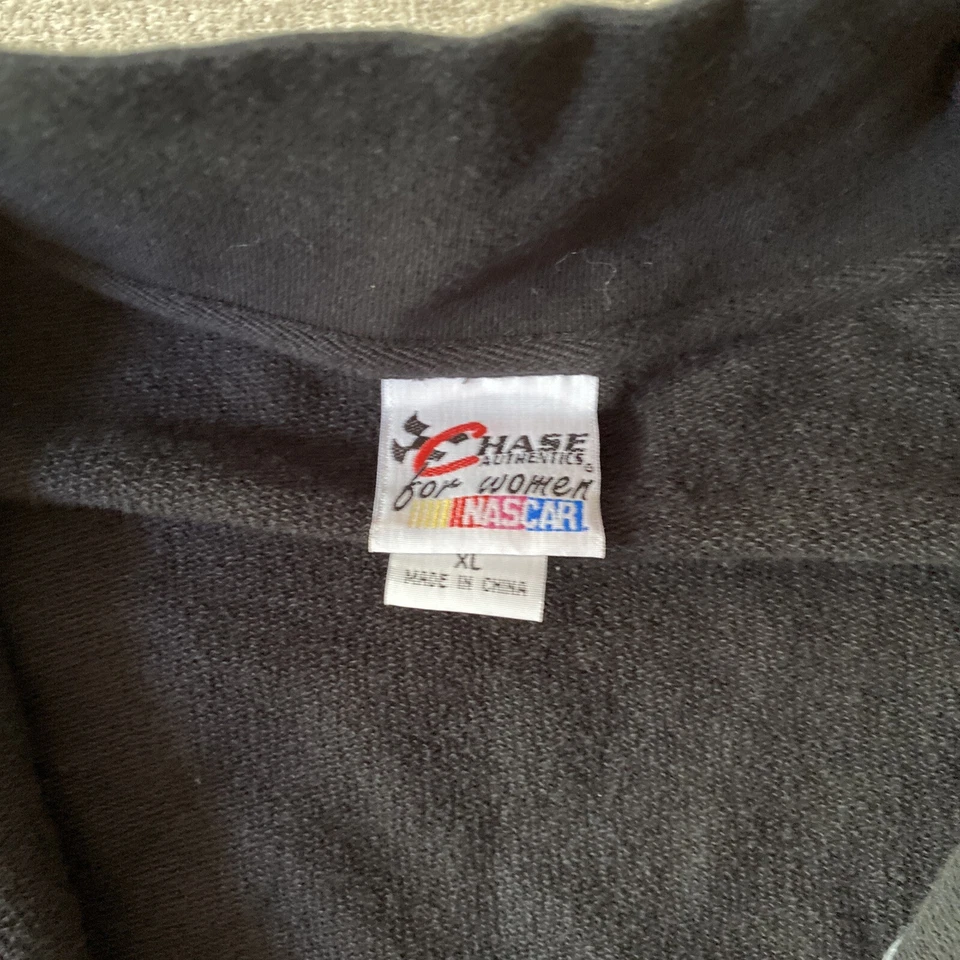 CHASE
AUTHENTICS
for women
NASCAR
XL
MADE IN CHINA